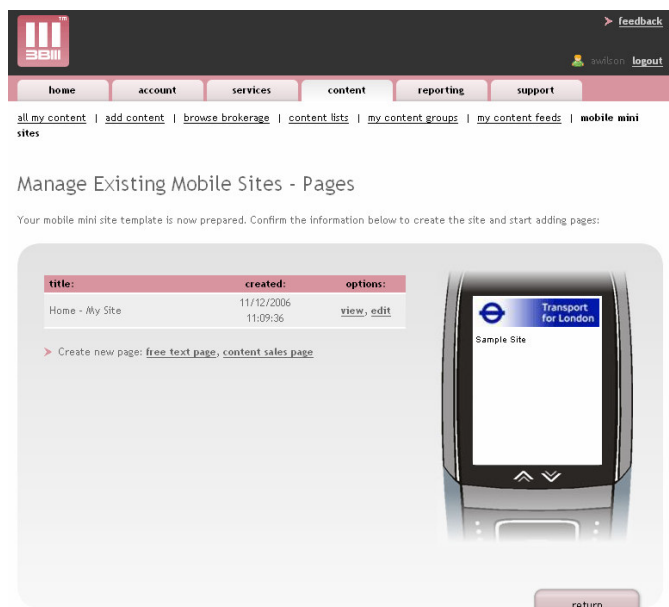 ™
3BIII
feedback
awilson logout
home account services content reporting support
all my content | add content | browse brokerage | content lists | my content groups | my content feeds | mobile mini
sites
Manage Existing Mobile Sites - Pages
Your mobile mini site template is now prepared. Confirm the information below to create the site and start adding pages:
title: created: options:
Home - My Site 11/12/2006 view, edit
11:09:36
Create new page: free text page, content sales page
Transport
for London
Sample Site
return